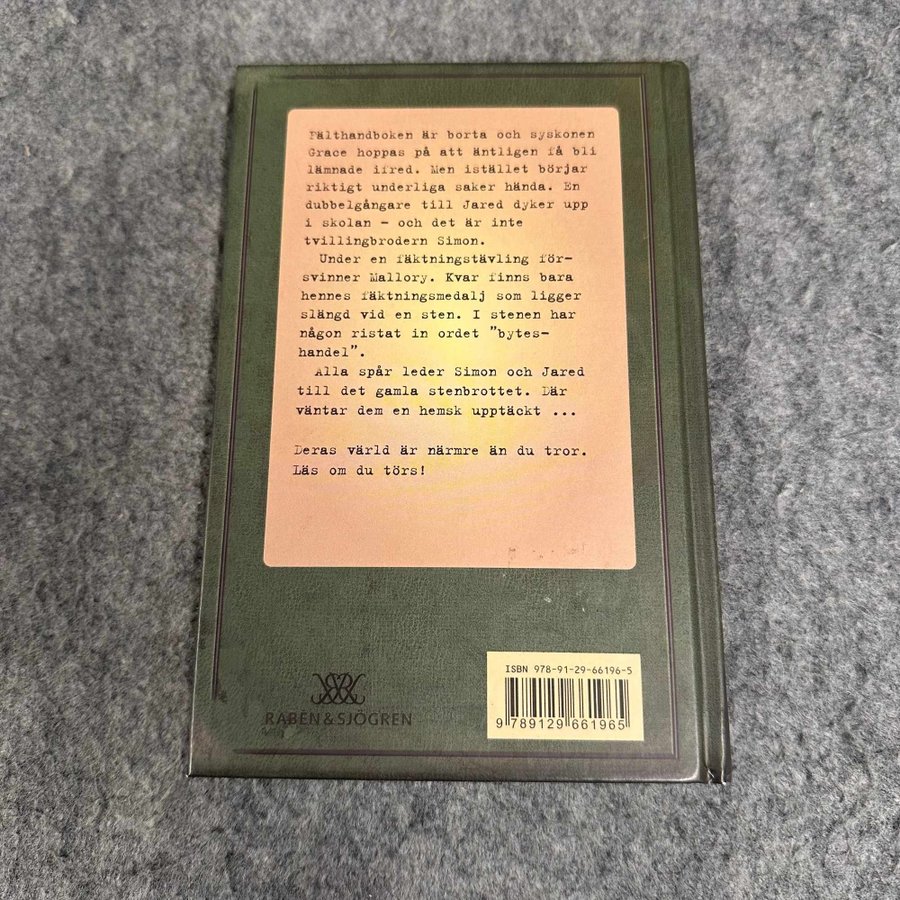 Fälthandboken är borta och syskonen
Grace hoppas på att äntligen få bli
lämnade ifred. Men istället börjar
riktigt underliga saker hända. En
dubbelgångare till Jared dyker upp
i skolan – och det är inte
tvillingbrodern Simon.
Under en fäktningstävling för-
svinner Mallory. Kvar finns bara
hennes fäktningsmedalj som ligger
slängd vid en sten. I stenen har
någon ristat in ordet ”bytes-
handel”.
Alla spår leder Simon och Jared
till det gamla stenbrottet. Där
väntar dem en hemsk upptäckt ...
Deras värld är närmre än du tror.
Läs om du törs!
ISBN 978-91-29-66196-5
9 789129 661965
RABÉN & SJÖGREN